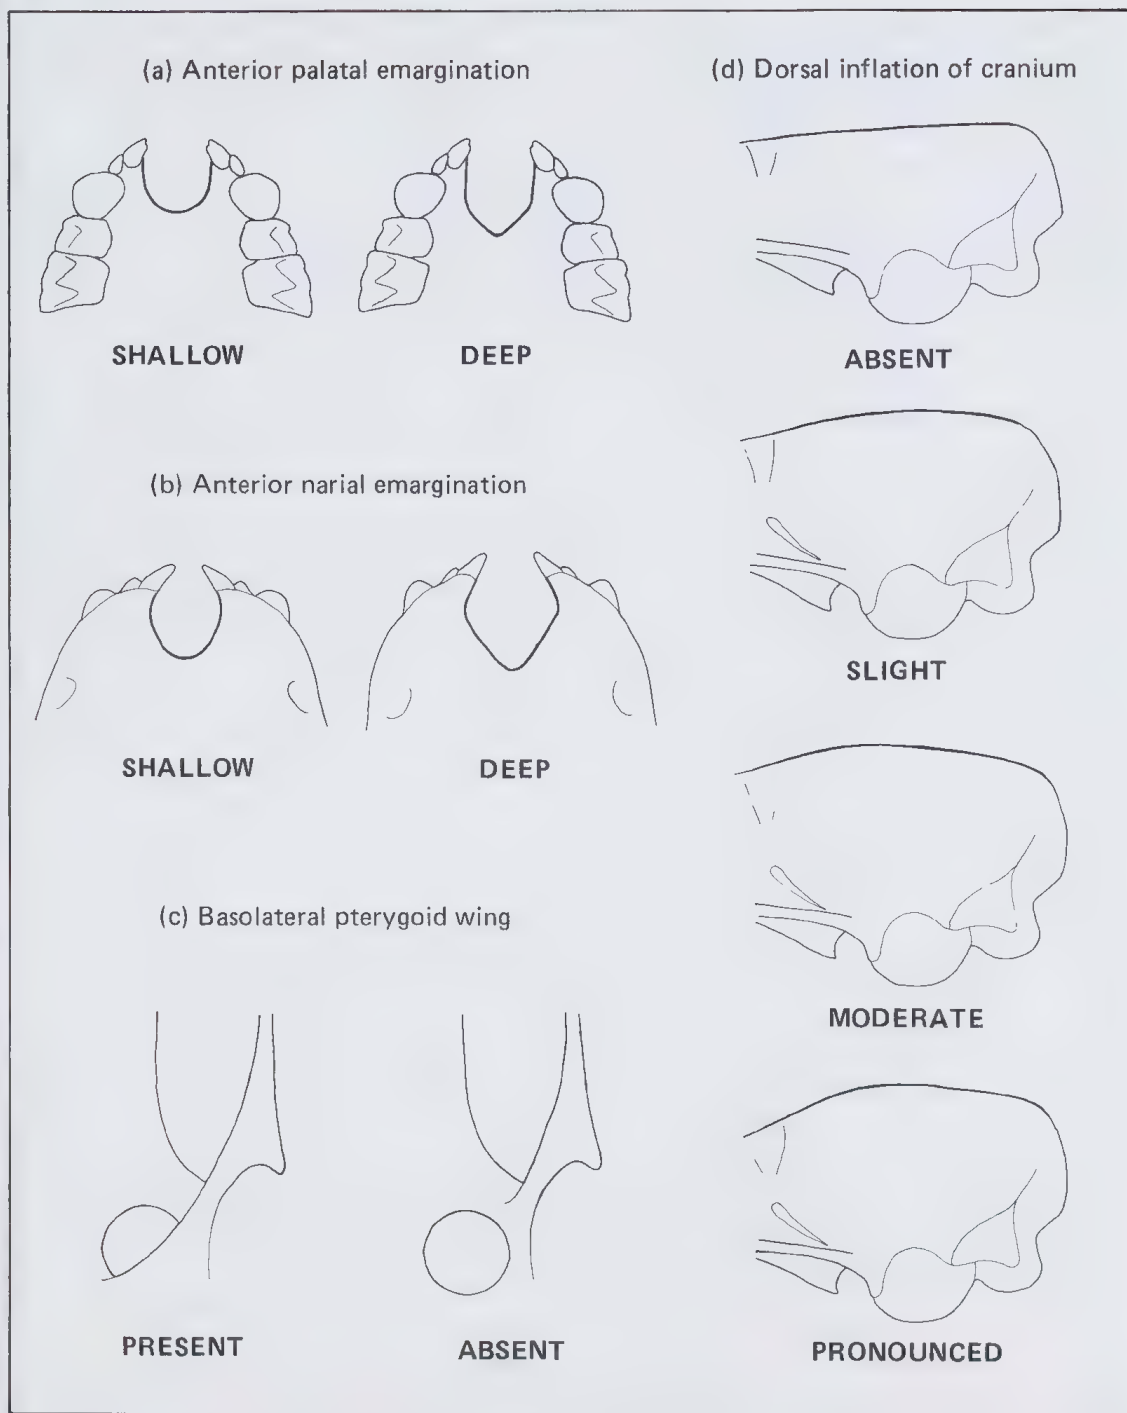 (a) Anterior palatal emargination
SHALLOW
DEEP
(b) Anterior narial emargination
SHALLOW
DEEP
(c) Basolateral pterygoid wing
PRESENT
ABSENT
(d) Dorsal inflation of cranium
ABSENT
SLIGHT
MODERATE
PRONOUNCED